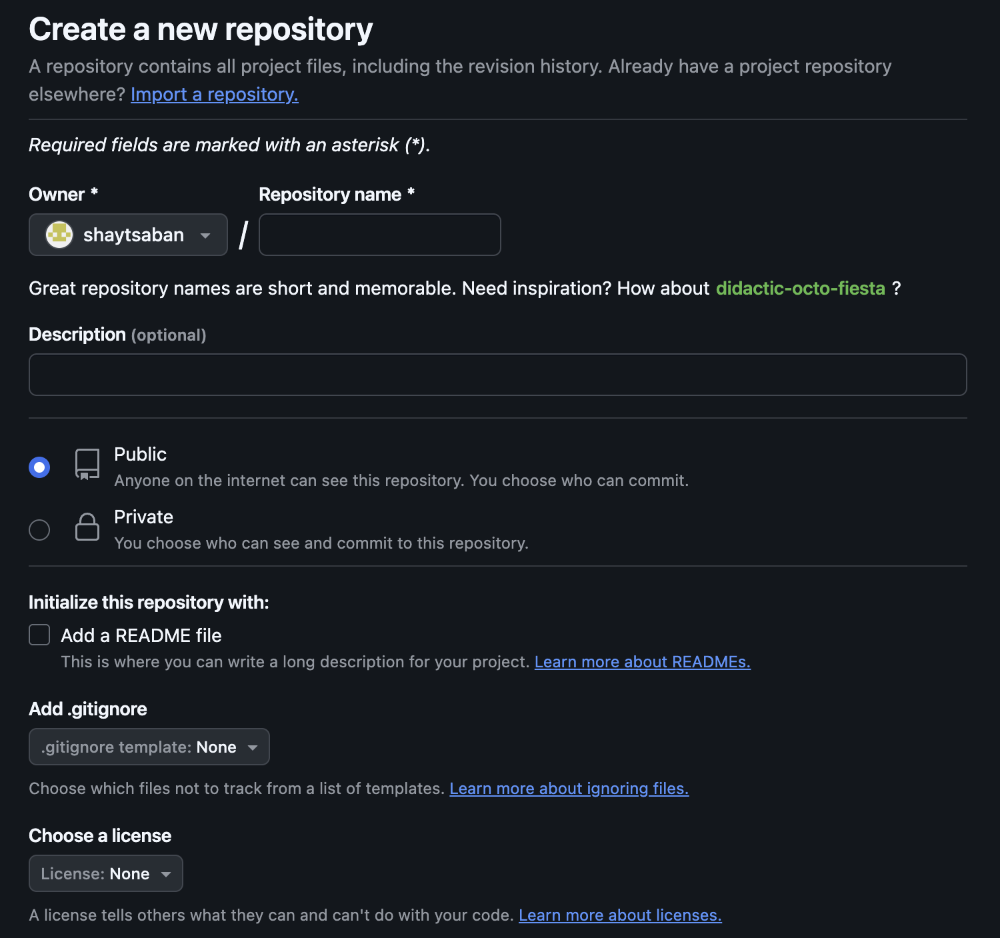 Create a new repository
A repository contains all project files, including the revision history. Already have a project repository
elsewhere? Import a repository.
Required fields are marked with an asterisk (*).
Owner *
Repository name *
shaytsaban
/
Great repository names are short and memorable. Need inspiration? How about didactic-octo-fiesta ?
Description (optional)
Public
Anyone on the internet can see this repository. You choose who can commit.
Private
You choose who can see and commit to this repository.
Initialize this repository with:
Add a README file
This is where you can write a long description for your project. Learn more about READMEs.
Add .gitignore
.gitignore template: None
Choose which files not to track from a list of templates. Learn more about ignoring files.
Choose a license
License: None
A license tells others what they can and can't do with your code. Learn more about licenses.